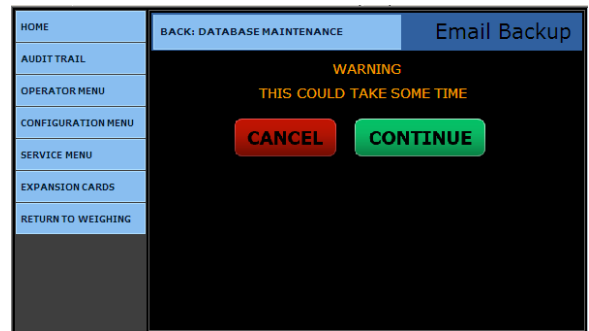 HOME
AUDIT TRAIL
OPERATOR MENU
CONFIGURATION MENU
SERVICE MENU
EXPANSION CARDS
RETURN TO WEIGHING
BACK: DATABASE MAINTENANCE
Email Backup
WARNING
THIS COULD TAKE SOME TIME
CANCEL
CONTINUE